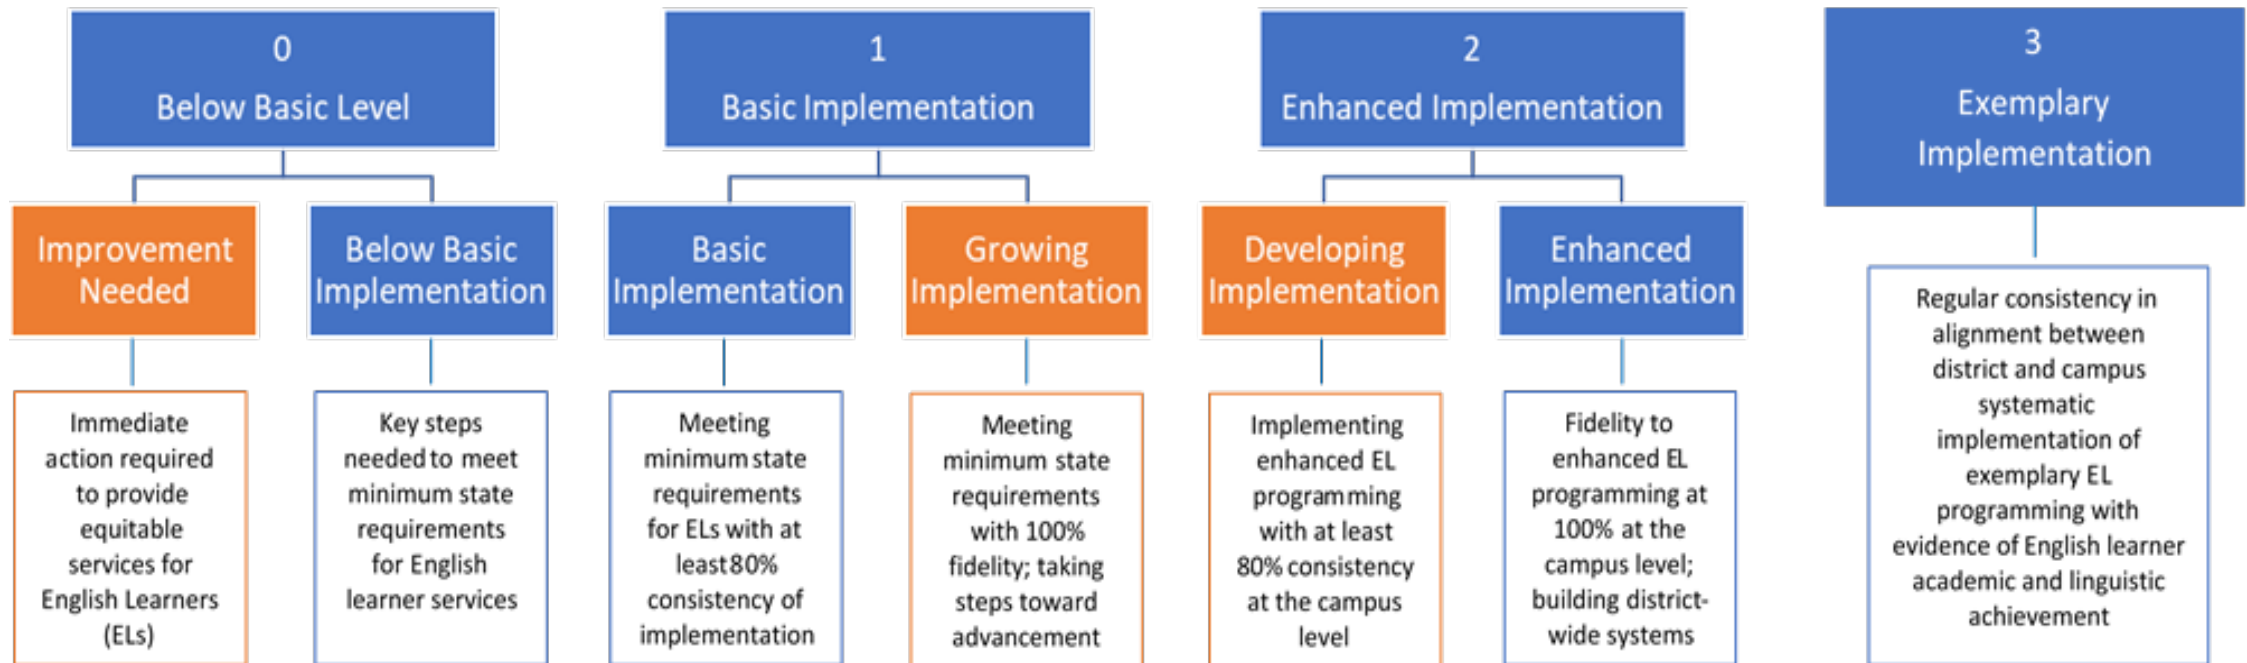 0
Below Basic Level
1
Basic Implementation
2
Enhanced Implementation
3
Exemplary
Implementation
Improvement
Needed
Below Basic
Implementation
Basic
Implementation
Growing
Implementation
Developing
Implementation
Enhanced
Implementation
Immediate
action required
to provide
equitable
services for
English Learners
(ELs)
Key steps
needed to meet
minimum state
requirements
for English
learner services
Meeting
minimum state
requirements
for ELs with at
least 80%
consistency of
implementation
Meeting
minimum state
requirements
with 100%
fidelity; taking
steps toward
advancement
Implementing
enhanced EL
programming
with at least
80% consistency
at the campus
level
Fidelity to
enhanced EL
programming at
100% at the
campus level;
building district-
wide systems
Regular consistency in
alignment between
district and campus
systematic
implementation of
exemplary EL
programming with
evidence of English learner
academic and linguistic
achievement